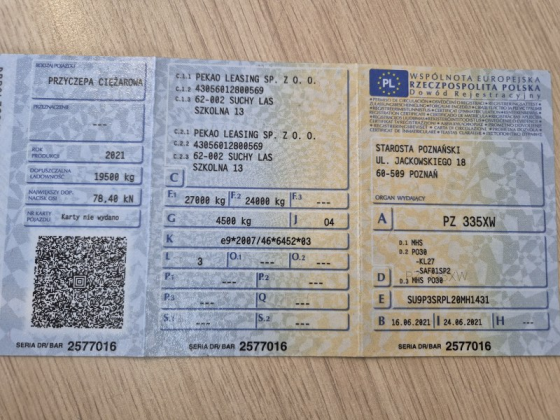 RODZAJ POJAZDU
PRZYCZEPA CIĘŻAROWA
PRZEZNACZENIE
---
ROK PRODUKCJI
2021
DOPUSZCZALNA ŁADOWNOŚĆ
19500 kg
NAJWIĘKSZY DOP. NACISK OSI
78,40 kN
NR KARTY POJAZDU
Karty nie wydano
SERIA DR/BAR 2577016
C.1.1 PEKAO LEASING SP. Z O. O.
C.1.2 43056012800569
C.1.3 62-002 SUCHY LAS
SZKOLNA 13
C.2.1 PEKAO LEASING SP. Z O. O.
C.2.2 43056012800569
C.2.3 62-002 SUCHY LAS
SZKOLNA 13
C
F.1 27000 kg F.2 24000 kg F.3 ---
G 4500 kg J 04
K e9*2007/46*6452*03
L 3 O.1 --- O.2 ---
P.1 --- P.2 ---
P.3 --- Q ---
S.1 --- S.2 ---
SERIA DR/BAR 2577016
PL
WSPÓLNOTA EUROPEJSKA
RZECZPOSPOLITA POLSKA
Dowód Rejestracyjny
STAROSTA POZNAŃSKI
UL. JACKOWSKIEGO 18
60-509 POZNAŃ
ORGAN WYDAJĄCY
A PZ 335XW
D.1 MHS
D.2 PO30
-KL27
-SAF01SP2
D.3 MHS PO30
D
E SU9P3SRPL20MH1431
B 16.06.2021 I 24.06.2021 H ---
SERIA DR/BAR 2577016